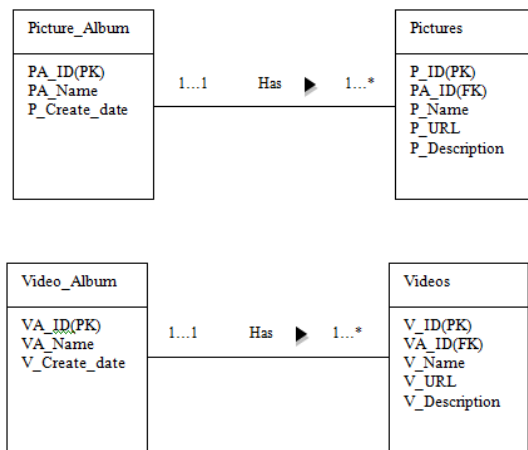 Picture_Album
PA_ID(PK)
PA_Name
P_Create_date
1...1 Has 1...*
Pictures
P_ID(PK)
PA_ID(FK)
P_Name
P_URL
P_Description
Video_Album
VA_ID(PK)
VA_Name
V_Create_date
1...1 Has 1...*
Videos
V_ID(PK)
VA_ID(FK)
V_Name
V_URL
V_Description